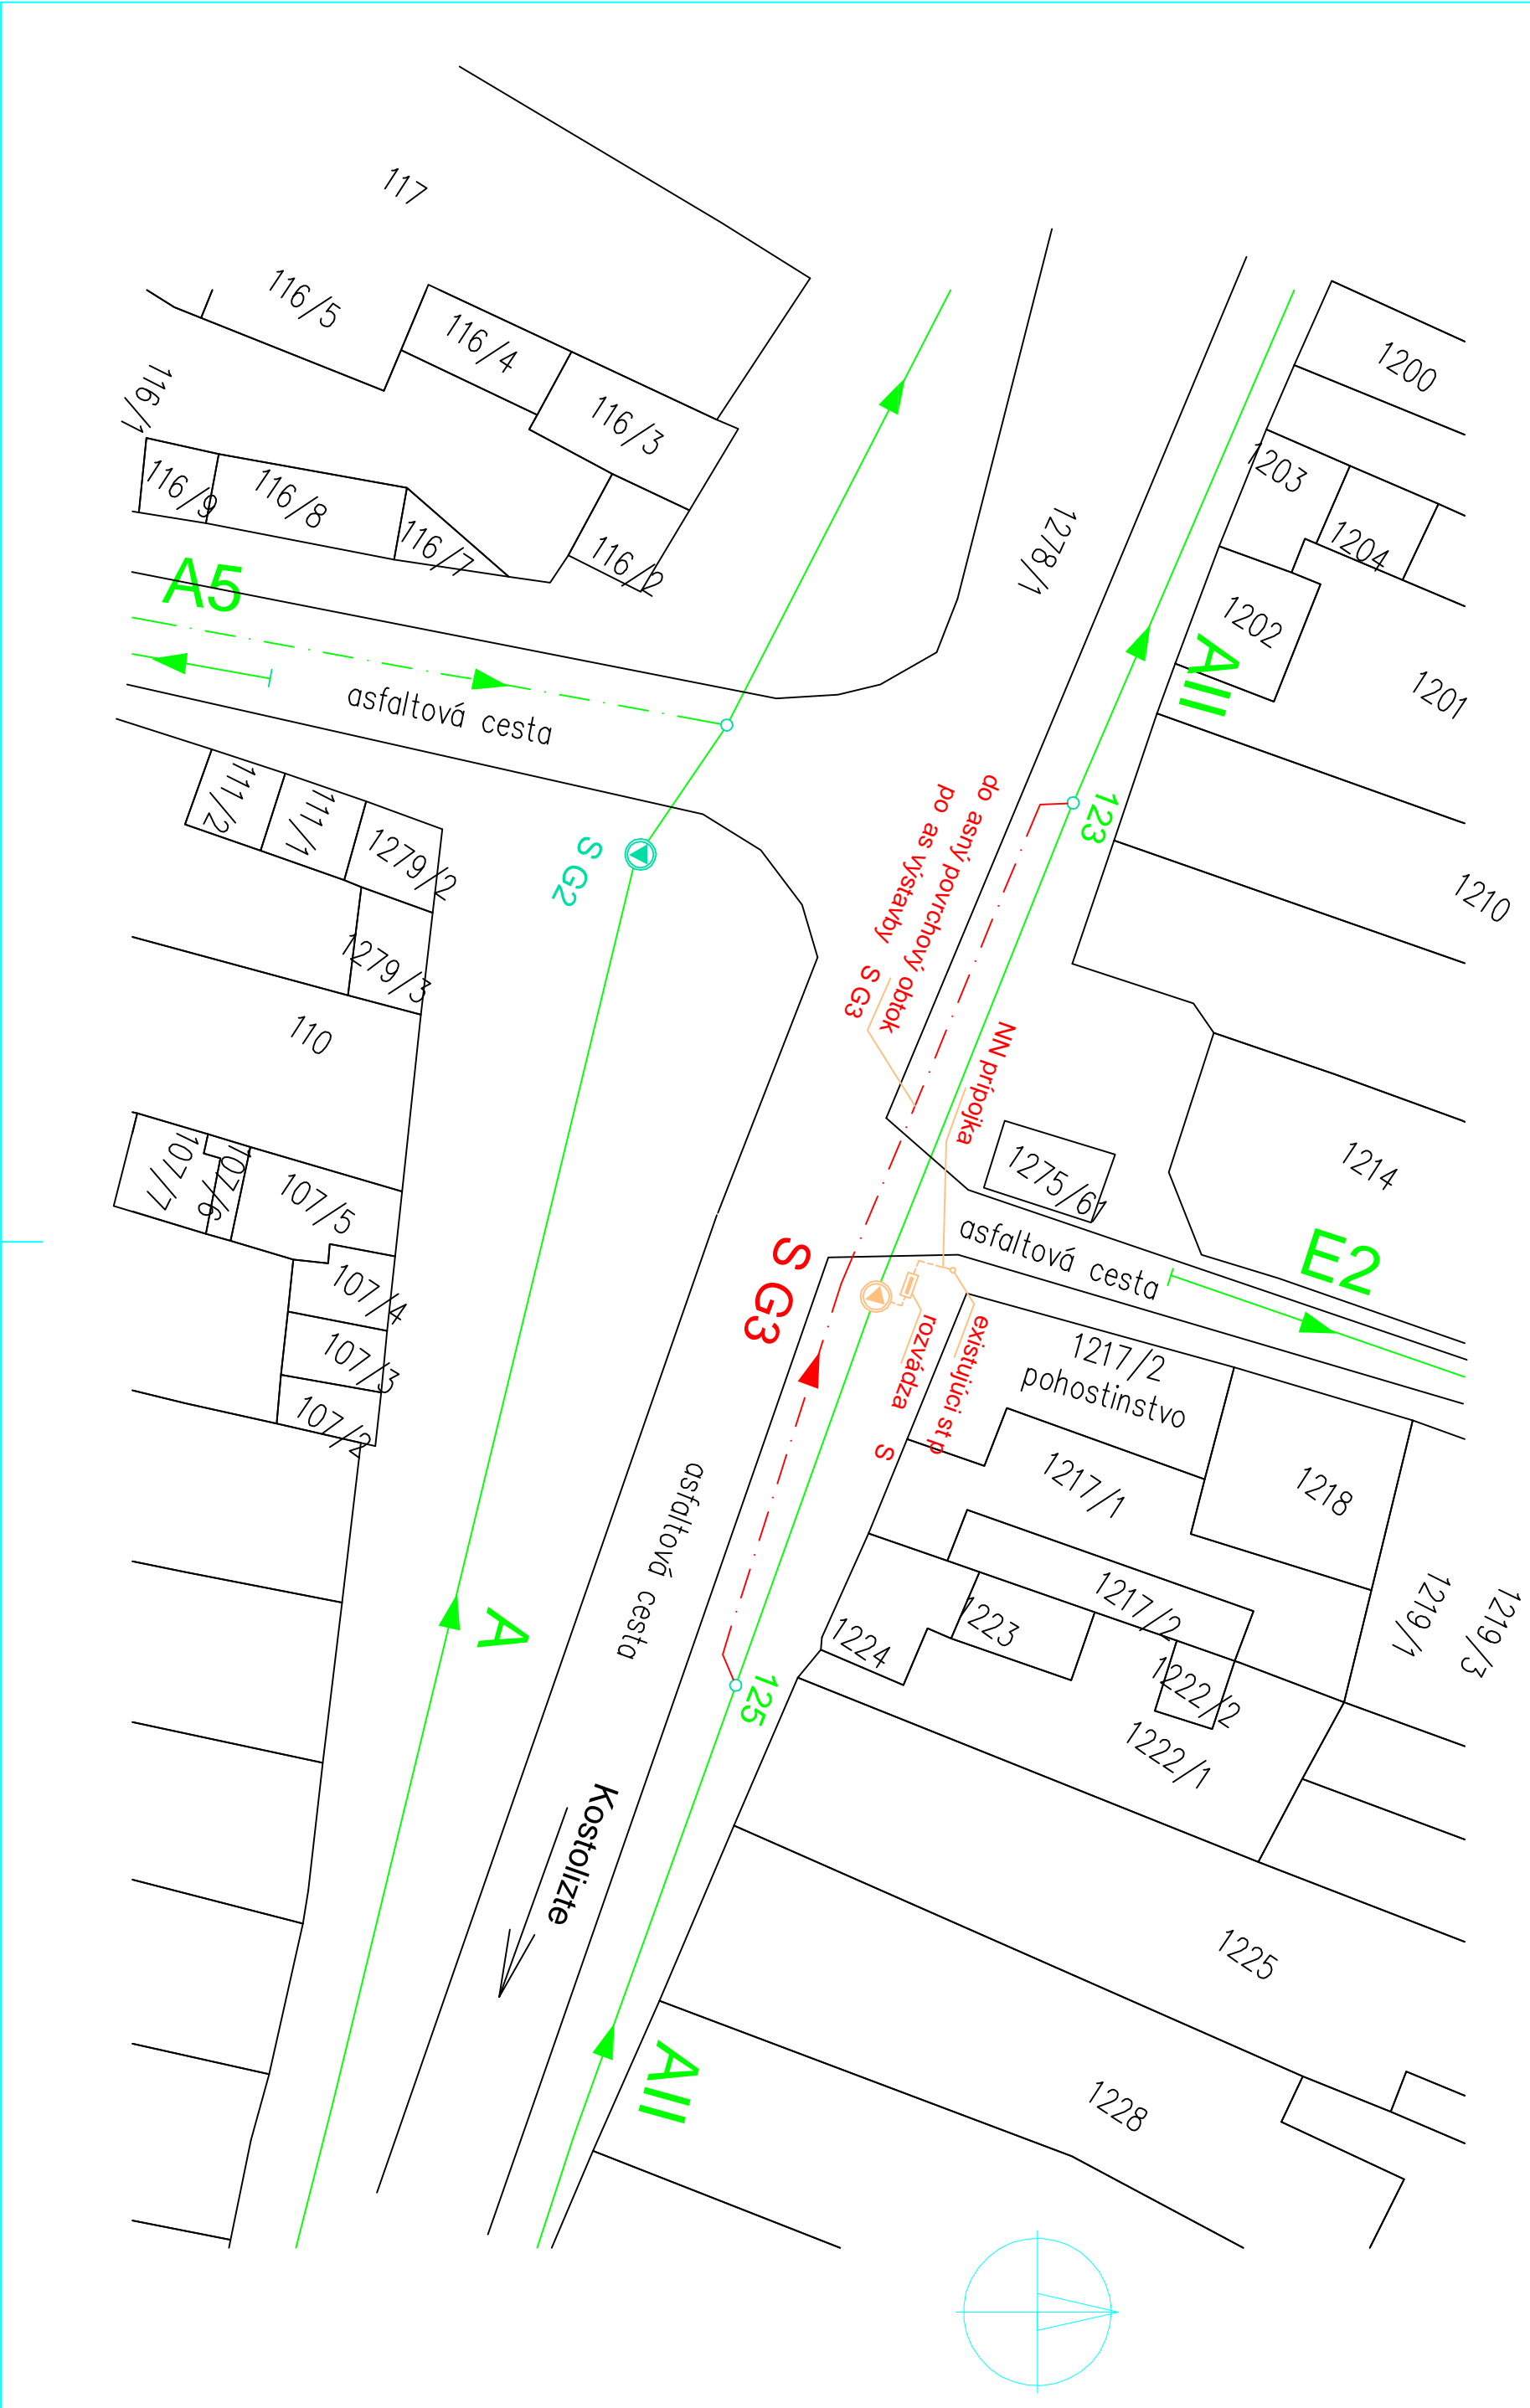 117
116/5
116/4
116/3
116/1
116/9
116/8
116/7
116/2
A5
asfaltová cesta
1278/1
1200
1203
1204
1202
AIII
1201
1210
111/2
111/1
1279/2
1279/3
S G2
123
do asný povrchový obtok
po as výstavby S G3
NN prípojka
110
107/7
107/6
107/5
107/4
107/3
107/2
1275/61
1214
asfaltová cesta
E2
S G3
rozvádza S
existujúci st p
1217/2
pohostinstvo
1217/1
1218
1219/1
1219/3
1217/2
1223
1224
1222/2
1222/1
asfaltová cesta
A
125
Kostolizte
1225
AIII
1228